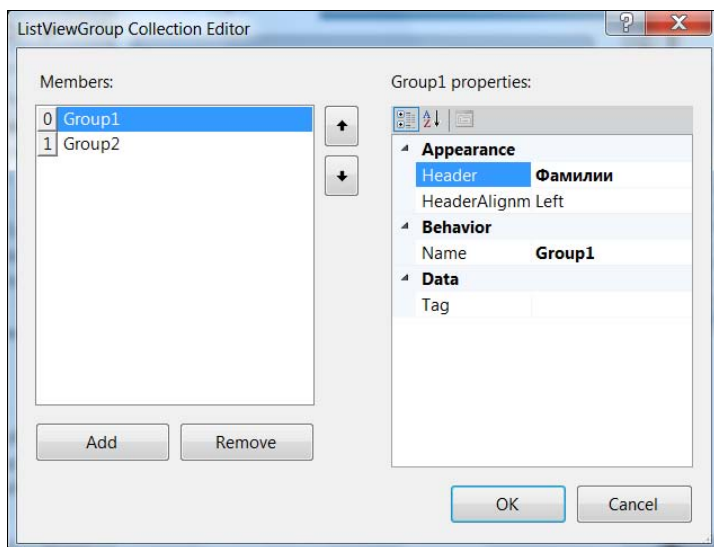 ListViewGroup Collection Editor
Members:
0 Group1
1 Group2
Add
Remove
Group1 properties:
Appearance
Header Фамилии
HeaderAlignm Left
Behavior
Name Group1
Data
Tag
OK
Cancel